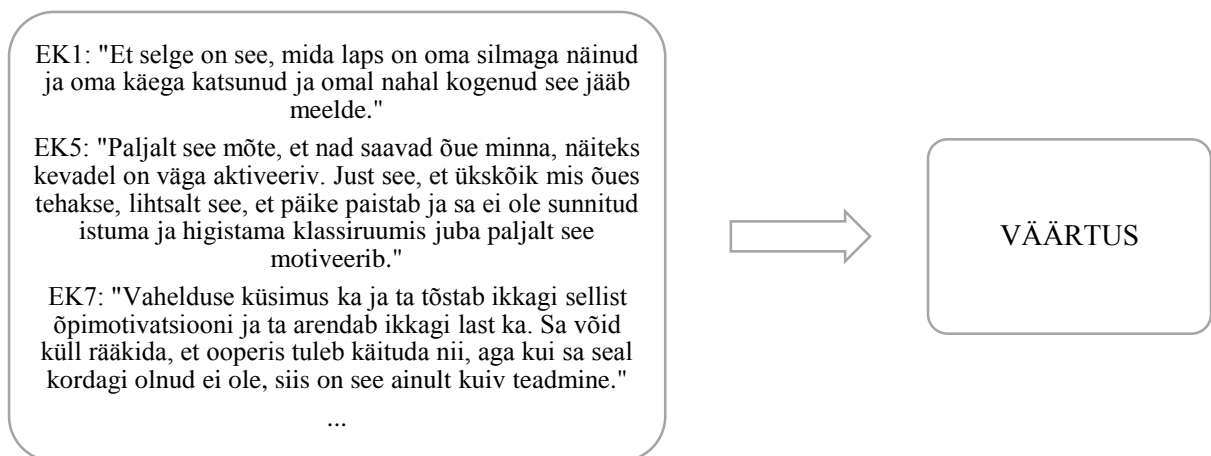 EK1: "Et selge on see, mida laps on oma silmaga näinud
ja oma käega katsunud ja omal nahal kogenud see jääb
meelde."
EK5: "Paljalt see mõte, et nad saavad õue minna, näiteks
kevadel on väga aktiveeriv. Just see, et ükskõik mis õues
tehakse, lihtsalt see, et päike paistab ja sa ei ole sunnitud
istuma ja higistama klassiruumis juba paljalt see
motiveerib."
EK7: "Vahelduse küsimus ka ja ta tõstab ikkagi sellist
õpimotivatsiooni ja ta arendab ikkagi last ka. Sa võid
küll rääkida, et ooperis tuleb käituda nii, aga kui sa seal
kordagi olnud ei ole, siis on see ainult kuiv teadmine."
...
VÄÄRTUS